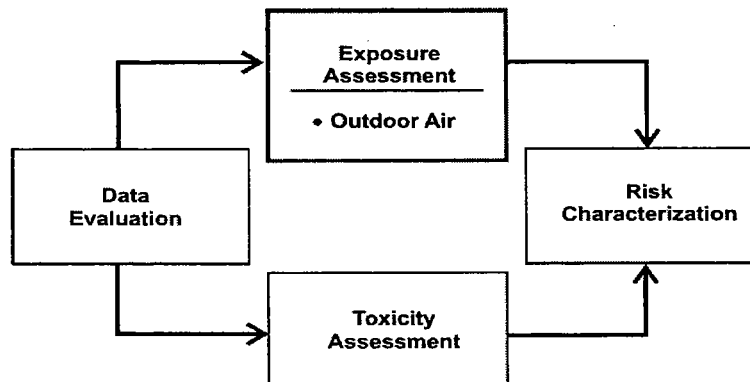 Exposure
Assessment
• Outdoor Air
Data
Evaluation
Risk
Characterization
Toxicity
Assessment